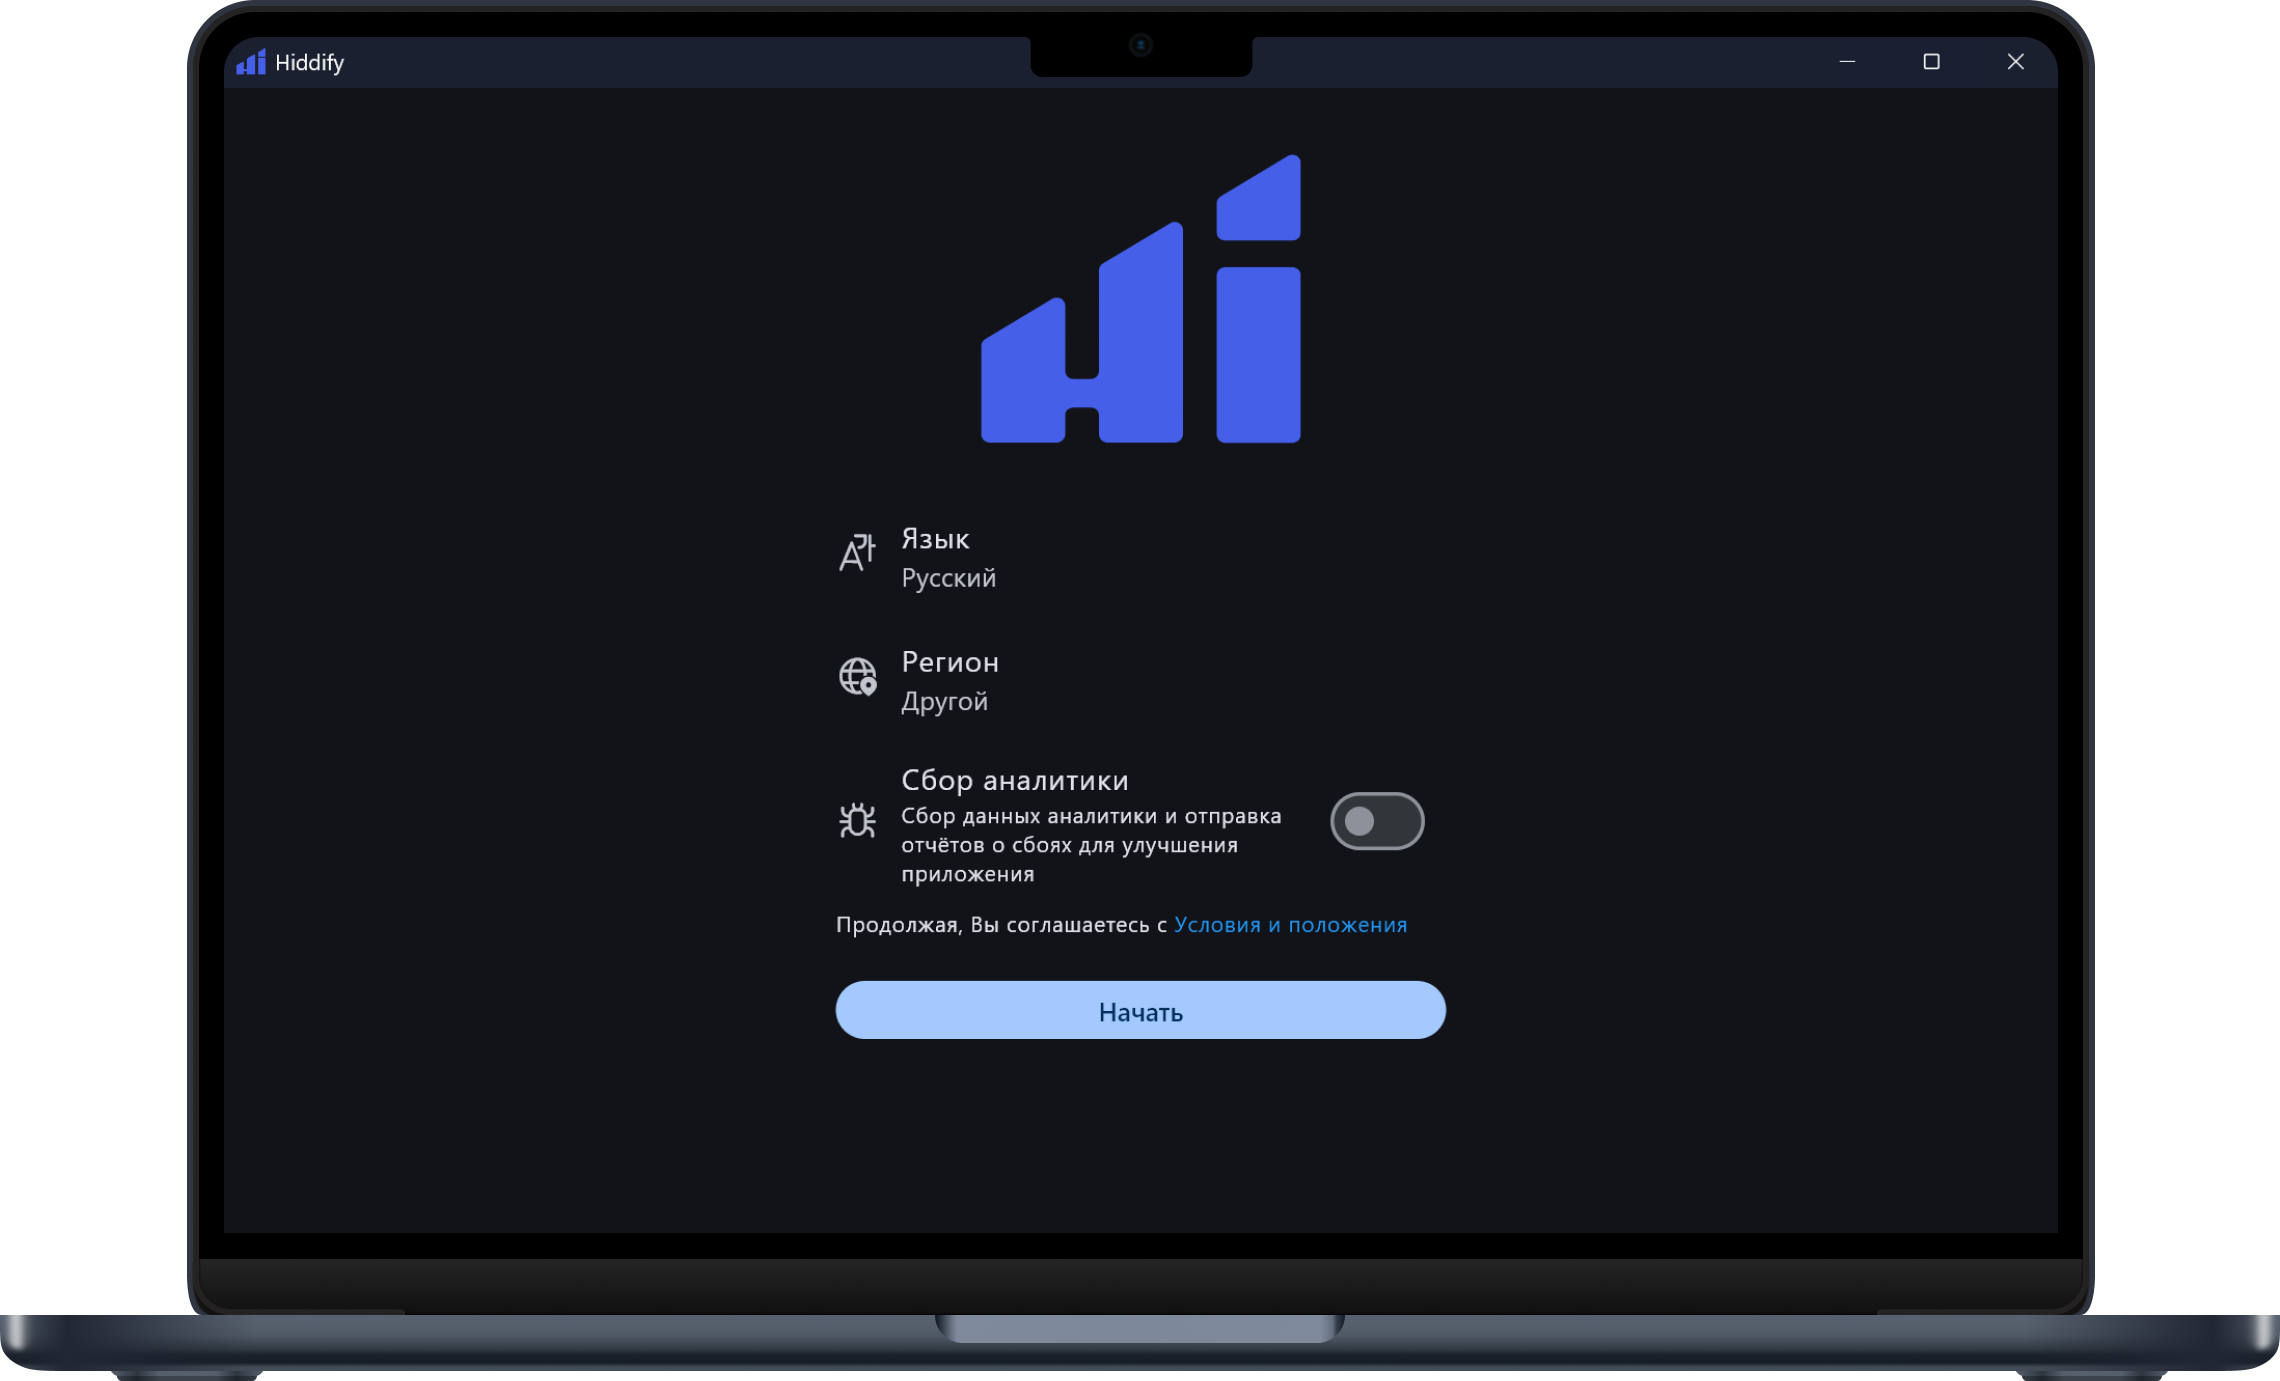 Hiddify
Язык
Русский
Регион
Другой
Сбор аналитики
Сбор данных аналитики и отправка
отчётов о сбоях для улучшения
приложения
Продолжая, Вы соглашаетесь с Условия и положения
Начать